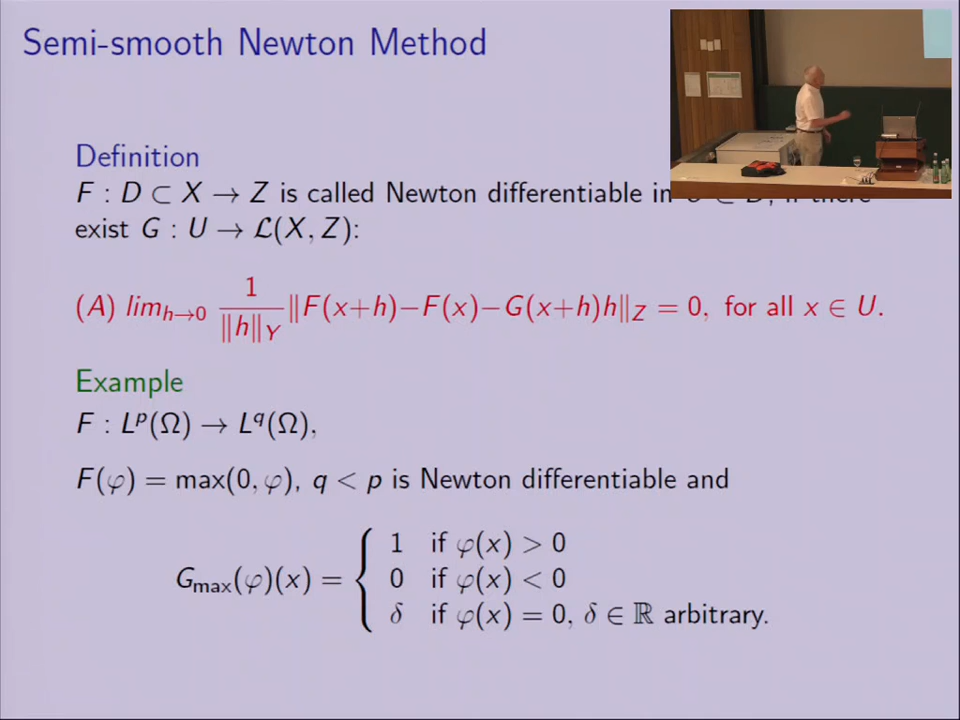 Semi-smooth Newton Method
Definition
F : D ⊂ X → Z is called Newton differentiable in
exist G : U → ℒ(X, Z):
(A) lim_{h→0} 1/‖h‖_Y ‖F(x+h)−F(x)−G(x+h)h‖_Z = 0, for all x ∈ U.
Example
F : L^p(Ω) → L^q(Ω),
F(φ) = max(0, φ), q < p is Newton differentiable and
G_max(φ)(x) = { 1 if φ(x) > 0
0 if φ(x) < 0
δ if φ(x) = 0, δ ∈ ℝ arbitrary.